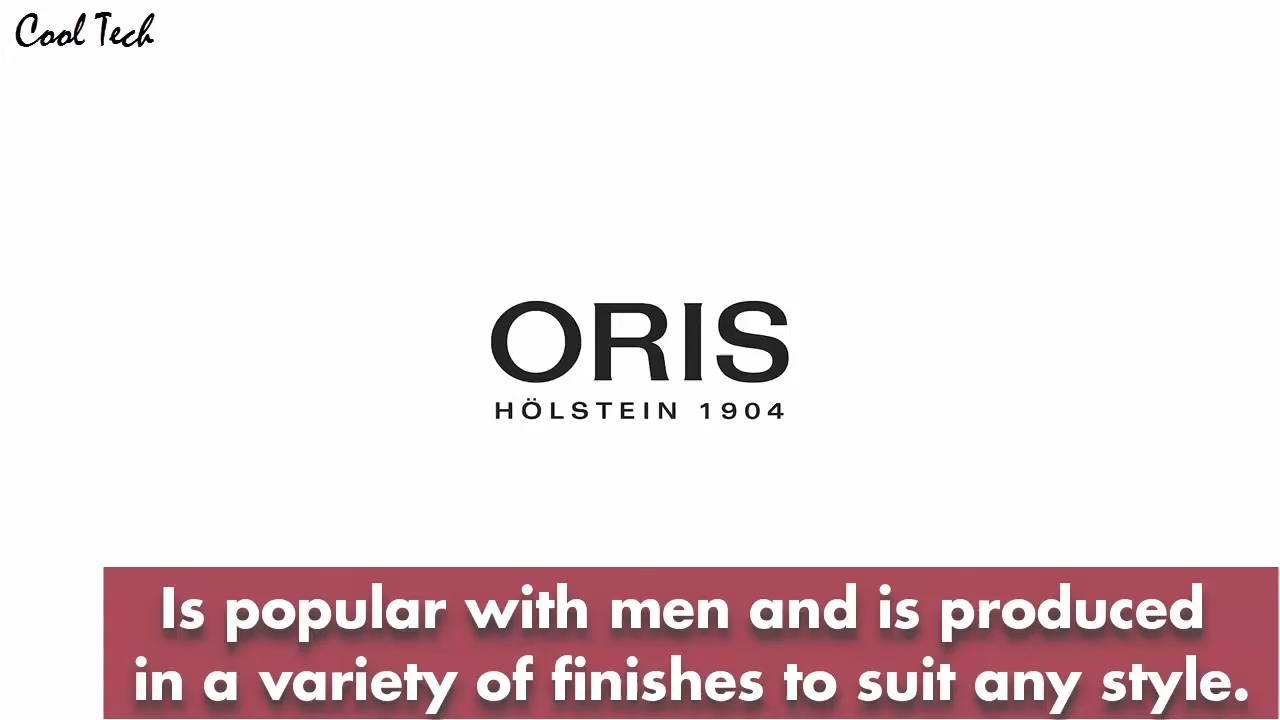 Cool Tech
ORIS
HÖLSTEIN 1904
Is popular with men and is produced
in a variety of finishes to suit any style.